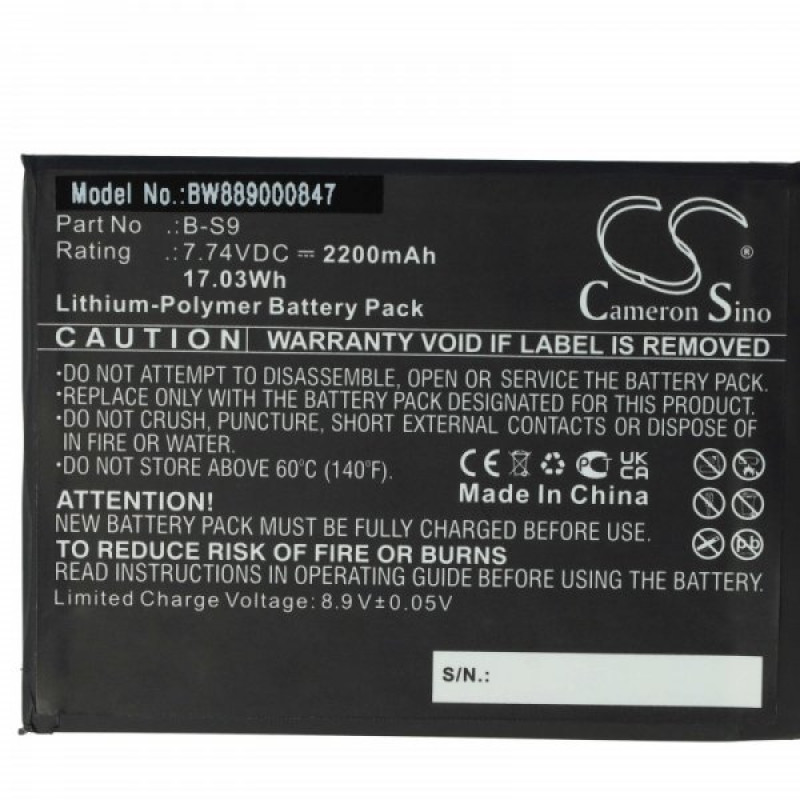 Model No.:BW889000847
Part No .: B-S9
Rating .: 7.74VDC ⎓ 2200mAh
17.03Wh
Lithium-Polymer Battery Pack
CS ®
Cameron Sino
CAUTION WARRANTY VOID IF LABEL IS REMOVED
·DO NOT ATTEMPT TO DISASSEMBLE, OPEN OR SERVICE THE BATTERY PACK.
·REPLACE ONLY WITH THE BATTERY PACK DESIGNATED FOR THIS PRODUCT.
·DO NOT CRUSH, PUNCTURE, SHORT EXTERNAL CONTACTS OR DISPOSE OF
IN FIRE OR WATER.
·DO NOT STORE ABOVE 60°C (140°F).
CE PCT UKCA
Made In China
Pb
ATTENTION:
NEW BATTERY PACK MUST BE FULLY CHARGED BEFORE USE.
TO REDUCE RISK OF FIRE OR BURNS
READ INSTRUCTIONS IN OPERATING GUIDE BEFORE USING THE BATTERY.
Limited Charge Voltage: 8.9V±0.05V
S/N.: